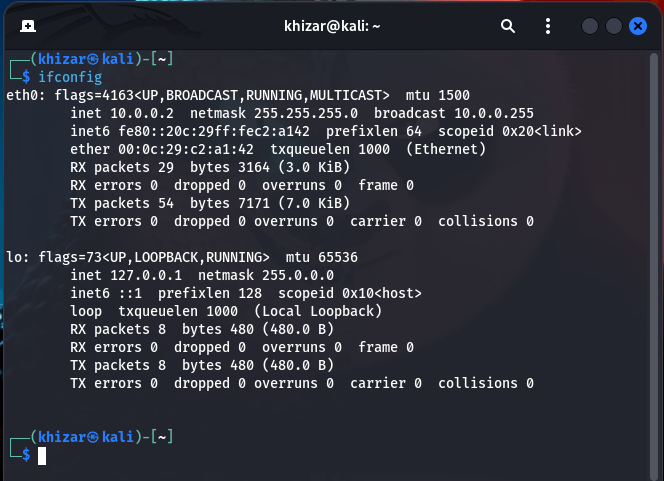 khizar@kali: ~
┌──(khizar㉿kali)-[~]
└─$ ifconfig
eth0: flags=4163<UP,BROADCAST,RUNNING,MULTICAST>  mtu 1500
        inet 10.0.0.2  netmask 255.255.255.0  broadcast 10.0.0.255
        inet6 fe80::20c:29ff:fec2:a142  prefixlen 64  scopeid 0x20<link>
        ether 00:0c:29:c2:a1:42  txqueuelen 1000  (Ethernet)
        RX packets 29  bytes 3164 (3.0 KiB)
        RX errors 0  dropped 0  overruns 0  frame 0
        TX packets 54  bytes 7171 (7.0 KiB)
        TX errors 0  dropped 0 overruns 0  carrier 0  collisions 0

lo: flags=73<UP,LOOPBACK,RUNNING>  mtu 65536
        inet 127.0.0.1  netmask 255.0.0.0
        inet6 ::1  prefixlen 128  scopeid 0x10<host>
        loop  txqueuelen 1000  (Local Loopback)
        RX packets 8  bytes 480 (480.0 B)
        RX errors 0  dropped 0  overruns 0  frame 0
        TX packets 8  bytes 480 (480.0 B)
        TX errors 0  dropped 0 overruns 0  carrier 0  collisions 0

┌──(khizar㉿kali)-[~]
└─$